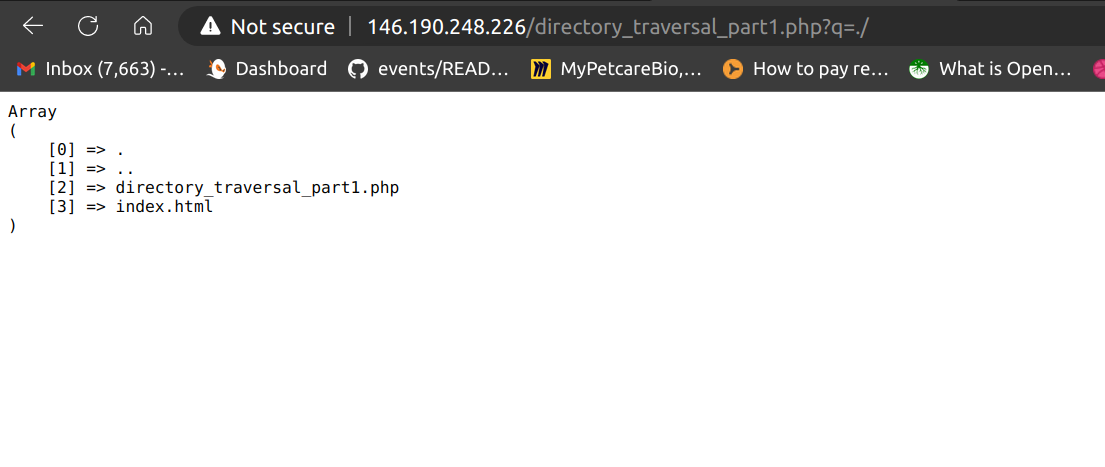 Not secure | 146.190.248.226/directory_traversal_part1.php?q=./
Inbox (7,663) -... Dashboard events/READ... MyPetcareBio,... How to pay re... What is Open...
Array
(
    [0] => .
    [1] => ..
    [2] => directory_traversal_part1.php
    [3] => index.html
)